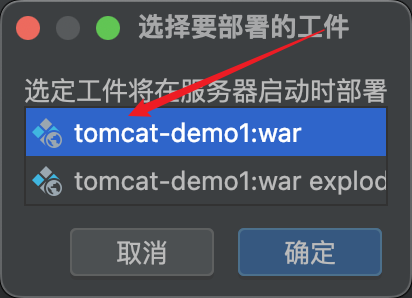 选择要部署的工件
选定工件将在服务器启动时部署
tomcat-demo1:war
tomcat-demo1:war explod
取消
确定